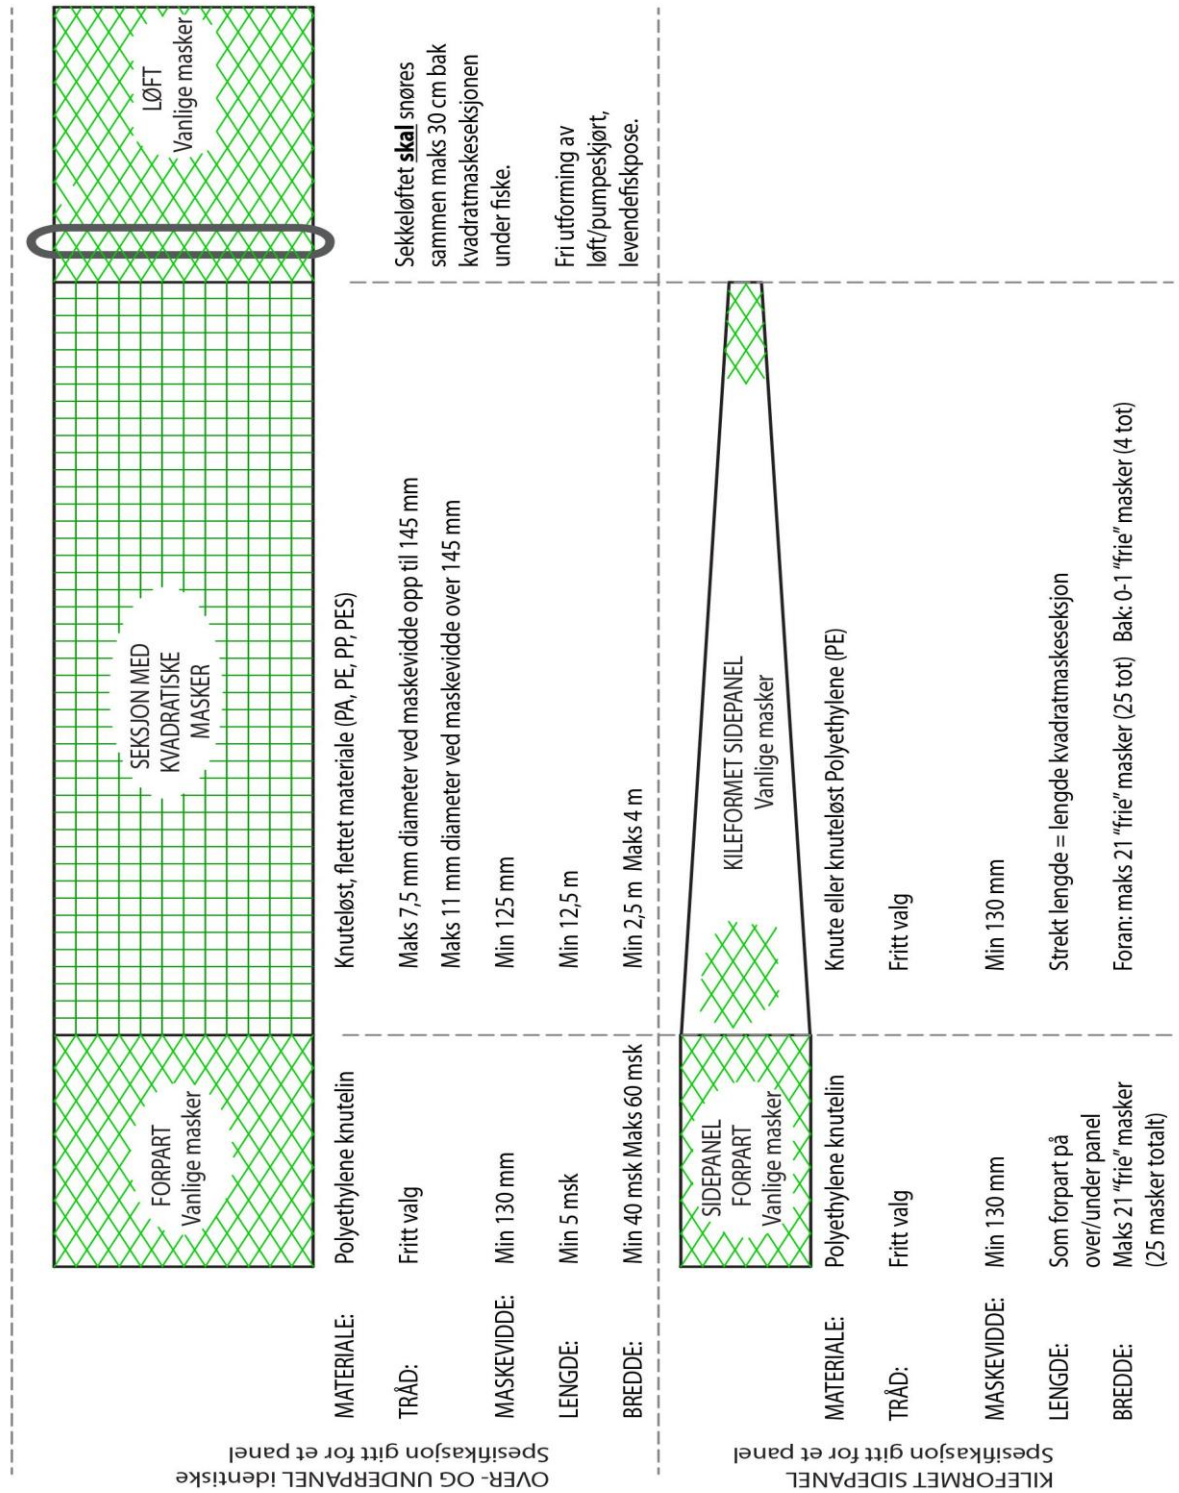 OVER- OG UNDERPANEL identiske
Spesifikasjon gitt for et panel
FORPART
Vanlige masker
SEKSJON MED
KVADRATISKE
MASKER
LØFT
Vanlige masker
MATERIALE:
Polyethylene knutelin
Knuteløst, flettet materiale (PA, PE, PP, PES)
TRÅD:
Fritt valg
Maks 7,5 mm diameter ved maskevidde opp til 145 mm
Maks 11 mm diameter ved maskevidde over 145 mm
MASKEVIDDE:
Min 130 mm
Min 125 mm
LENGDE:
Min 5 msk
Min 12,5 m
BREDDE:
Min 40 msk Maks 60 msk
Min 2,5 m Maks 4 m
Sekkeløftet skal snøres
sammen maks 30 cm bak
kvadratmaskeseksjonen
under fiske.
Fri utforming av
løft/pumpeskjørt,
levendefiskpose.
KILEFORMET SIDEPANEL
Spesifikasjon gitt for et panel
SIDEPANEL
FORPART
Vanlige masker
KILEFORMET SIDEPANEL
Vanlige masker
MATERIALE:
Polyethylene knutelin
Knute eller knuteløst Polyethylene (PE)
TRÅD:
Fritt valg
Fritt valg
MASKEVIDDE:
Min 130 mm
Min 130 mm
LENGDE:
Som forpart på
over/under panel
Strekt lengde = lengde kvadratmaskeseksjon
BREDDE:
Maks 21 "frie" masker
(25 masker totalt)
Foran: maks 21 "frie" masker (25 tot) Bak: 0-1 "frie" masker (4 tot)